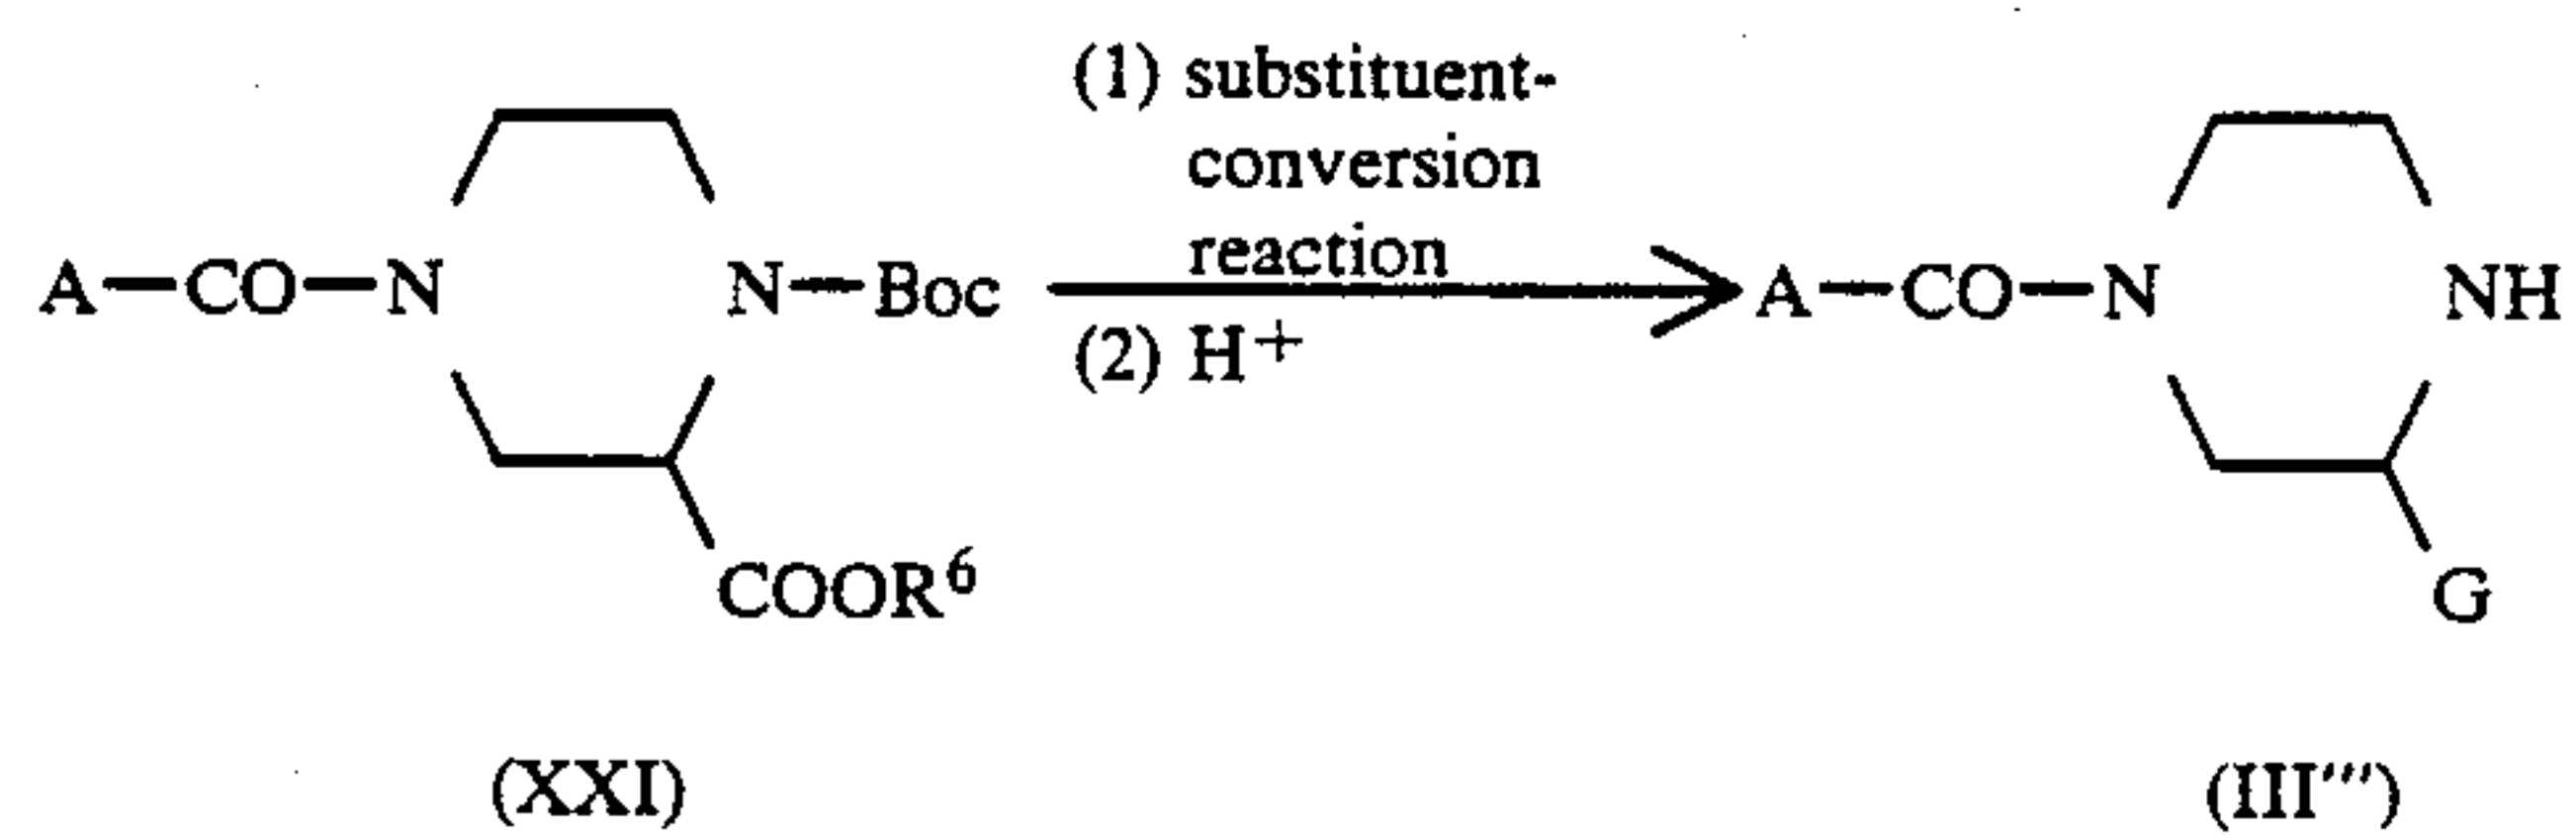 (1) substituent-
conversion
reaction
A—CO—N N—Boc A—CO—N NH
(2) H+
COOR6 G
(XXI) (III''')